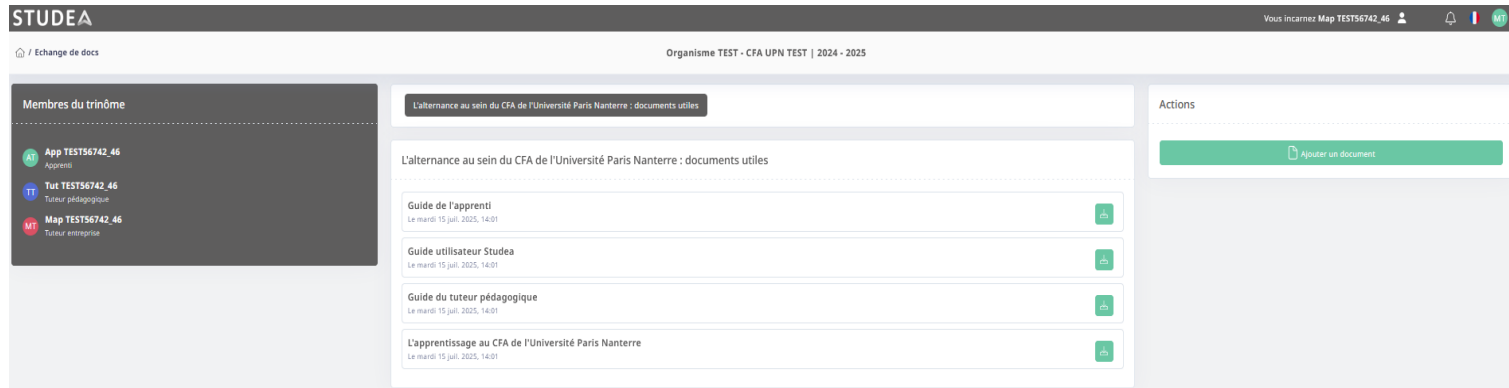 STUDEA
Vous incarnez Map TEST56742_46
MT
/ Echange de docs
Organisme TEST - CFA UPN TEST | 2024 - 2025
Membres du trinôme
AT
App TEST56742_46
Apprenti
TT
Tut TEST56742_46
Tuteur pédagogique
MT
Map TEST56742_46
Tuteur entreprise
L'alternance au sein du CFA de l'Université Paris Nanterre : documents utiles
L'alternance au sein du CFA de l'Université Paris Nanterre : documents utiles
Guide de l'apprenti
Le mardi 15 juil. 2025, 14:01
Guide utilisateur Studea
Le mardi 15 juil. 2025, 14:01
Guide du tuteur pédagogique
Le mardi 15 juil. 2025, 14:01
L'apprentissage au CFA de l'Université Paris Nanterre
Le mardi 15 juil. 2025, 14:01
Actions
Ajouter un document